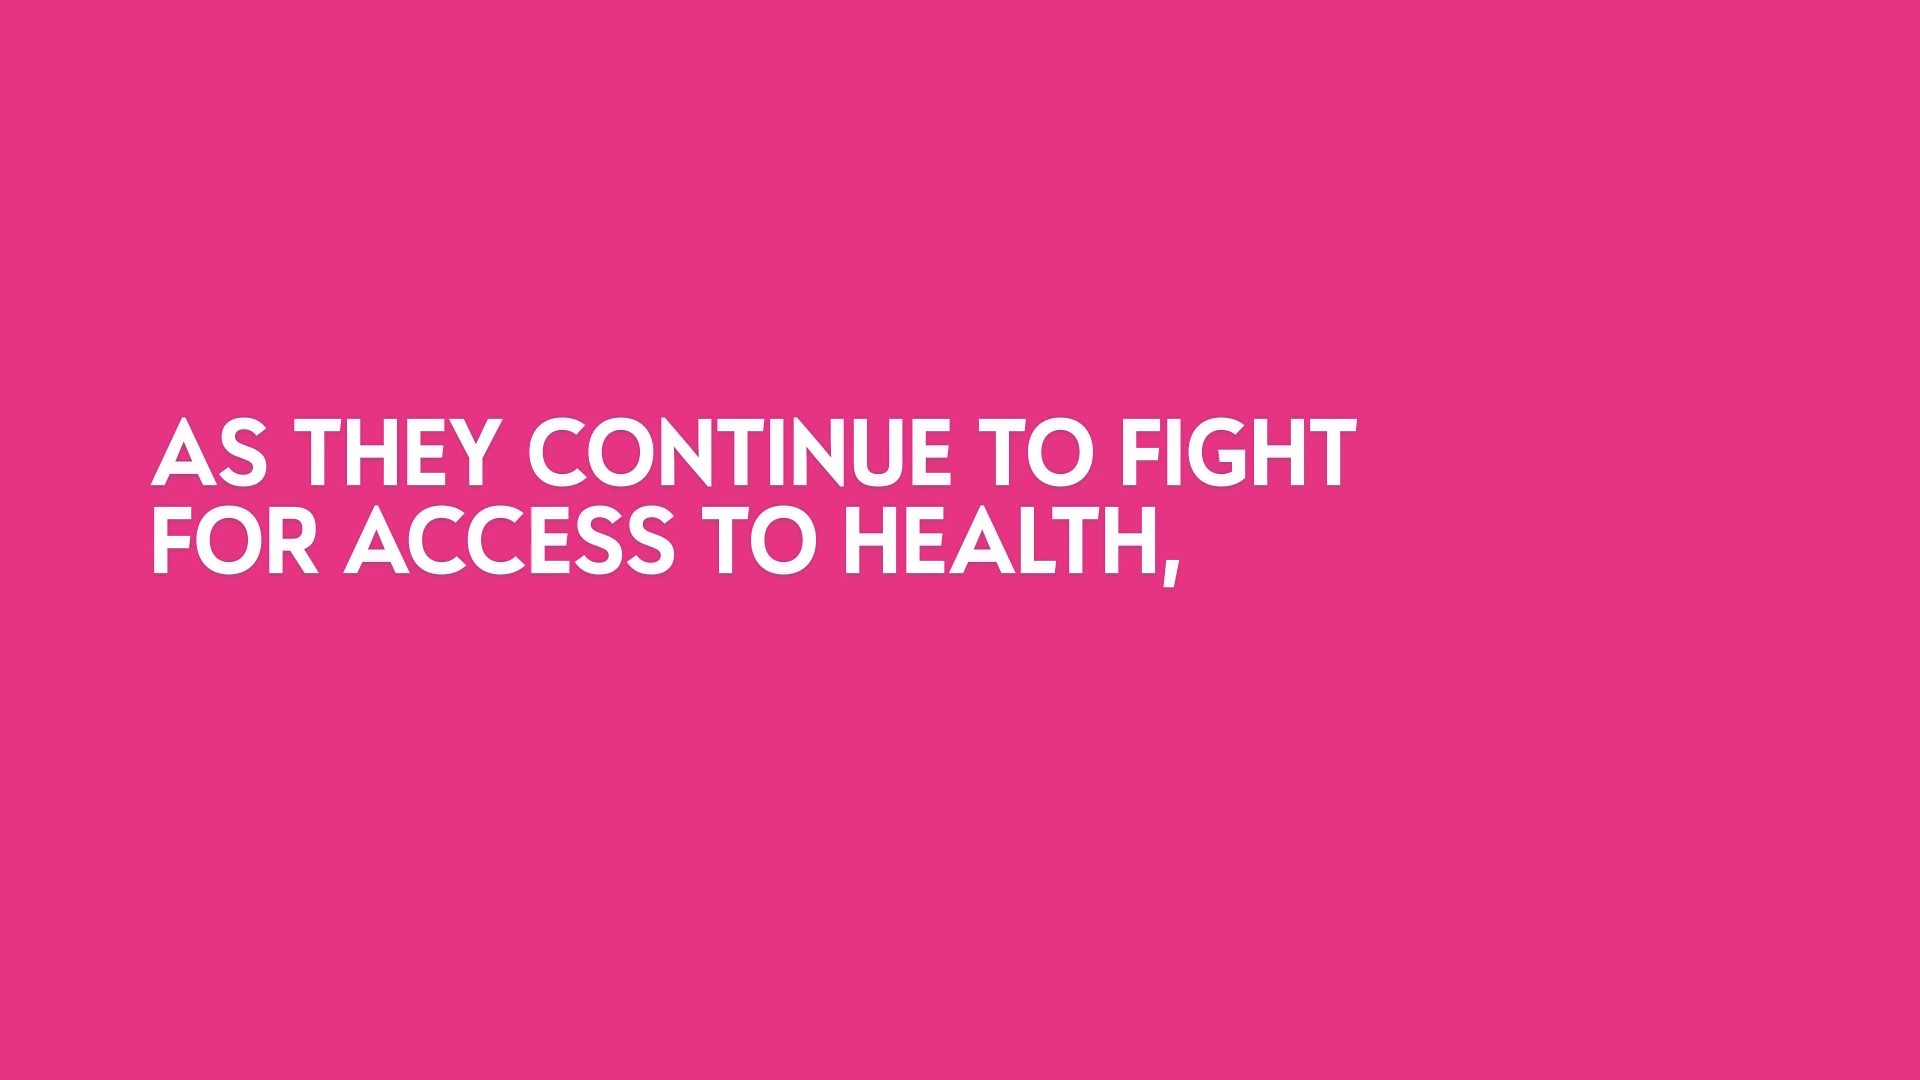 AS THEY CONTINUE TO FIGHT
FOR ACCESS TO HEALTH,